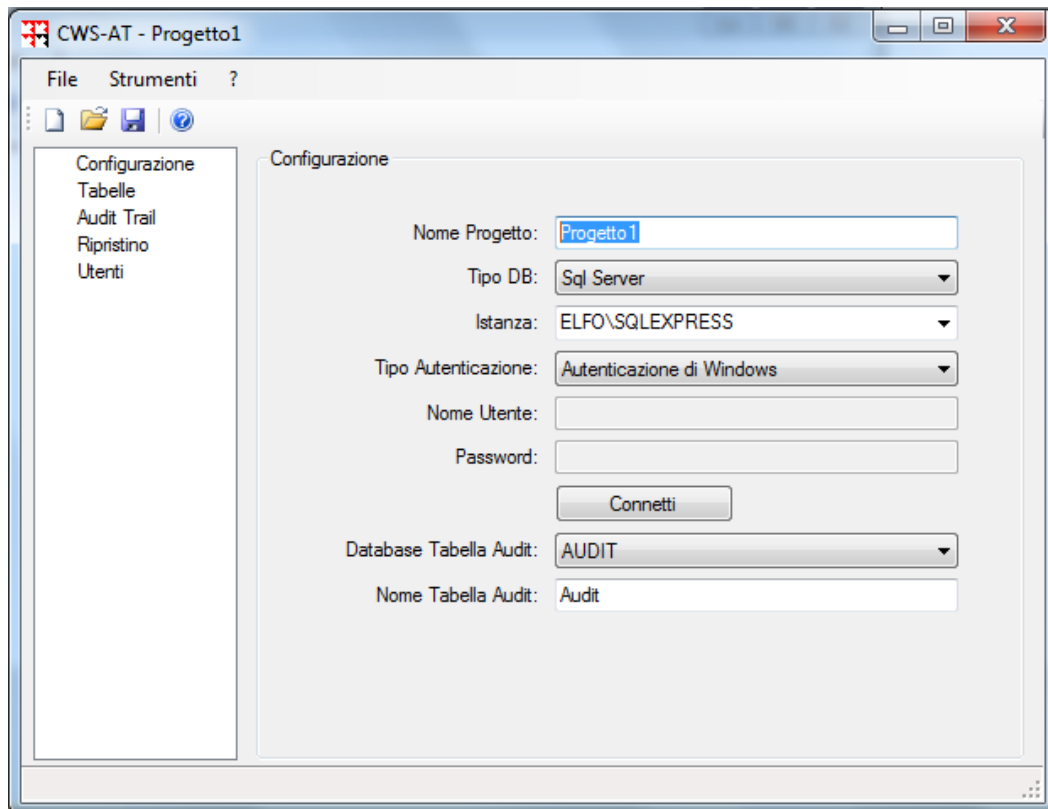 CWS-AT - Progetto1
File Strumenti ?
Configurazione
Tabelle
Audit Trail
Ripristino
Utenti
Configurazione
Nome Progetto: Progetto1
Tipo DB: Sql Server
Istanza: ELFO\SQLEXPRESS
Tipo Autenticazione: Autenticazione di Windows
Nome Utente:
Password:
Connetti
Database Tabella Audit: AUDIT
Nome Tabella Audit: Audit